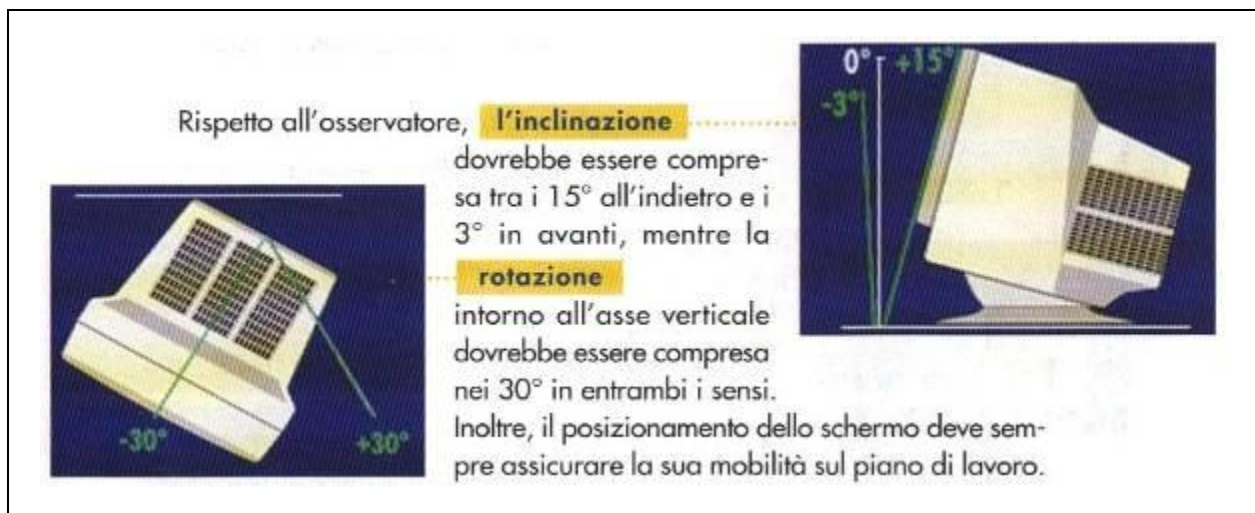 Rispetto all'osservatore, l'inclinazione
dovrebbe essere compre-
sa tra i 15° all'indietro e i
3° in avanti, mentre la
rotazione
intorno all'asse verticale
dovrebbe essere compresa
nei 30° in entrambi i sensi.
Inoltre, il posizionamento dello schermo deve sem-
pre assicurare la sua mobilità sul piano di lavoro.
0° +15°
-3°
-30° +30°